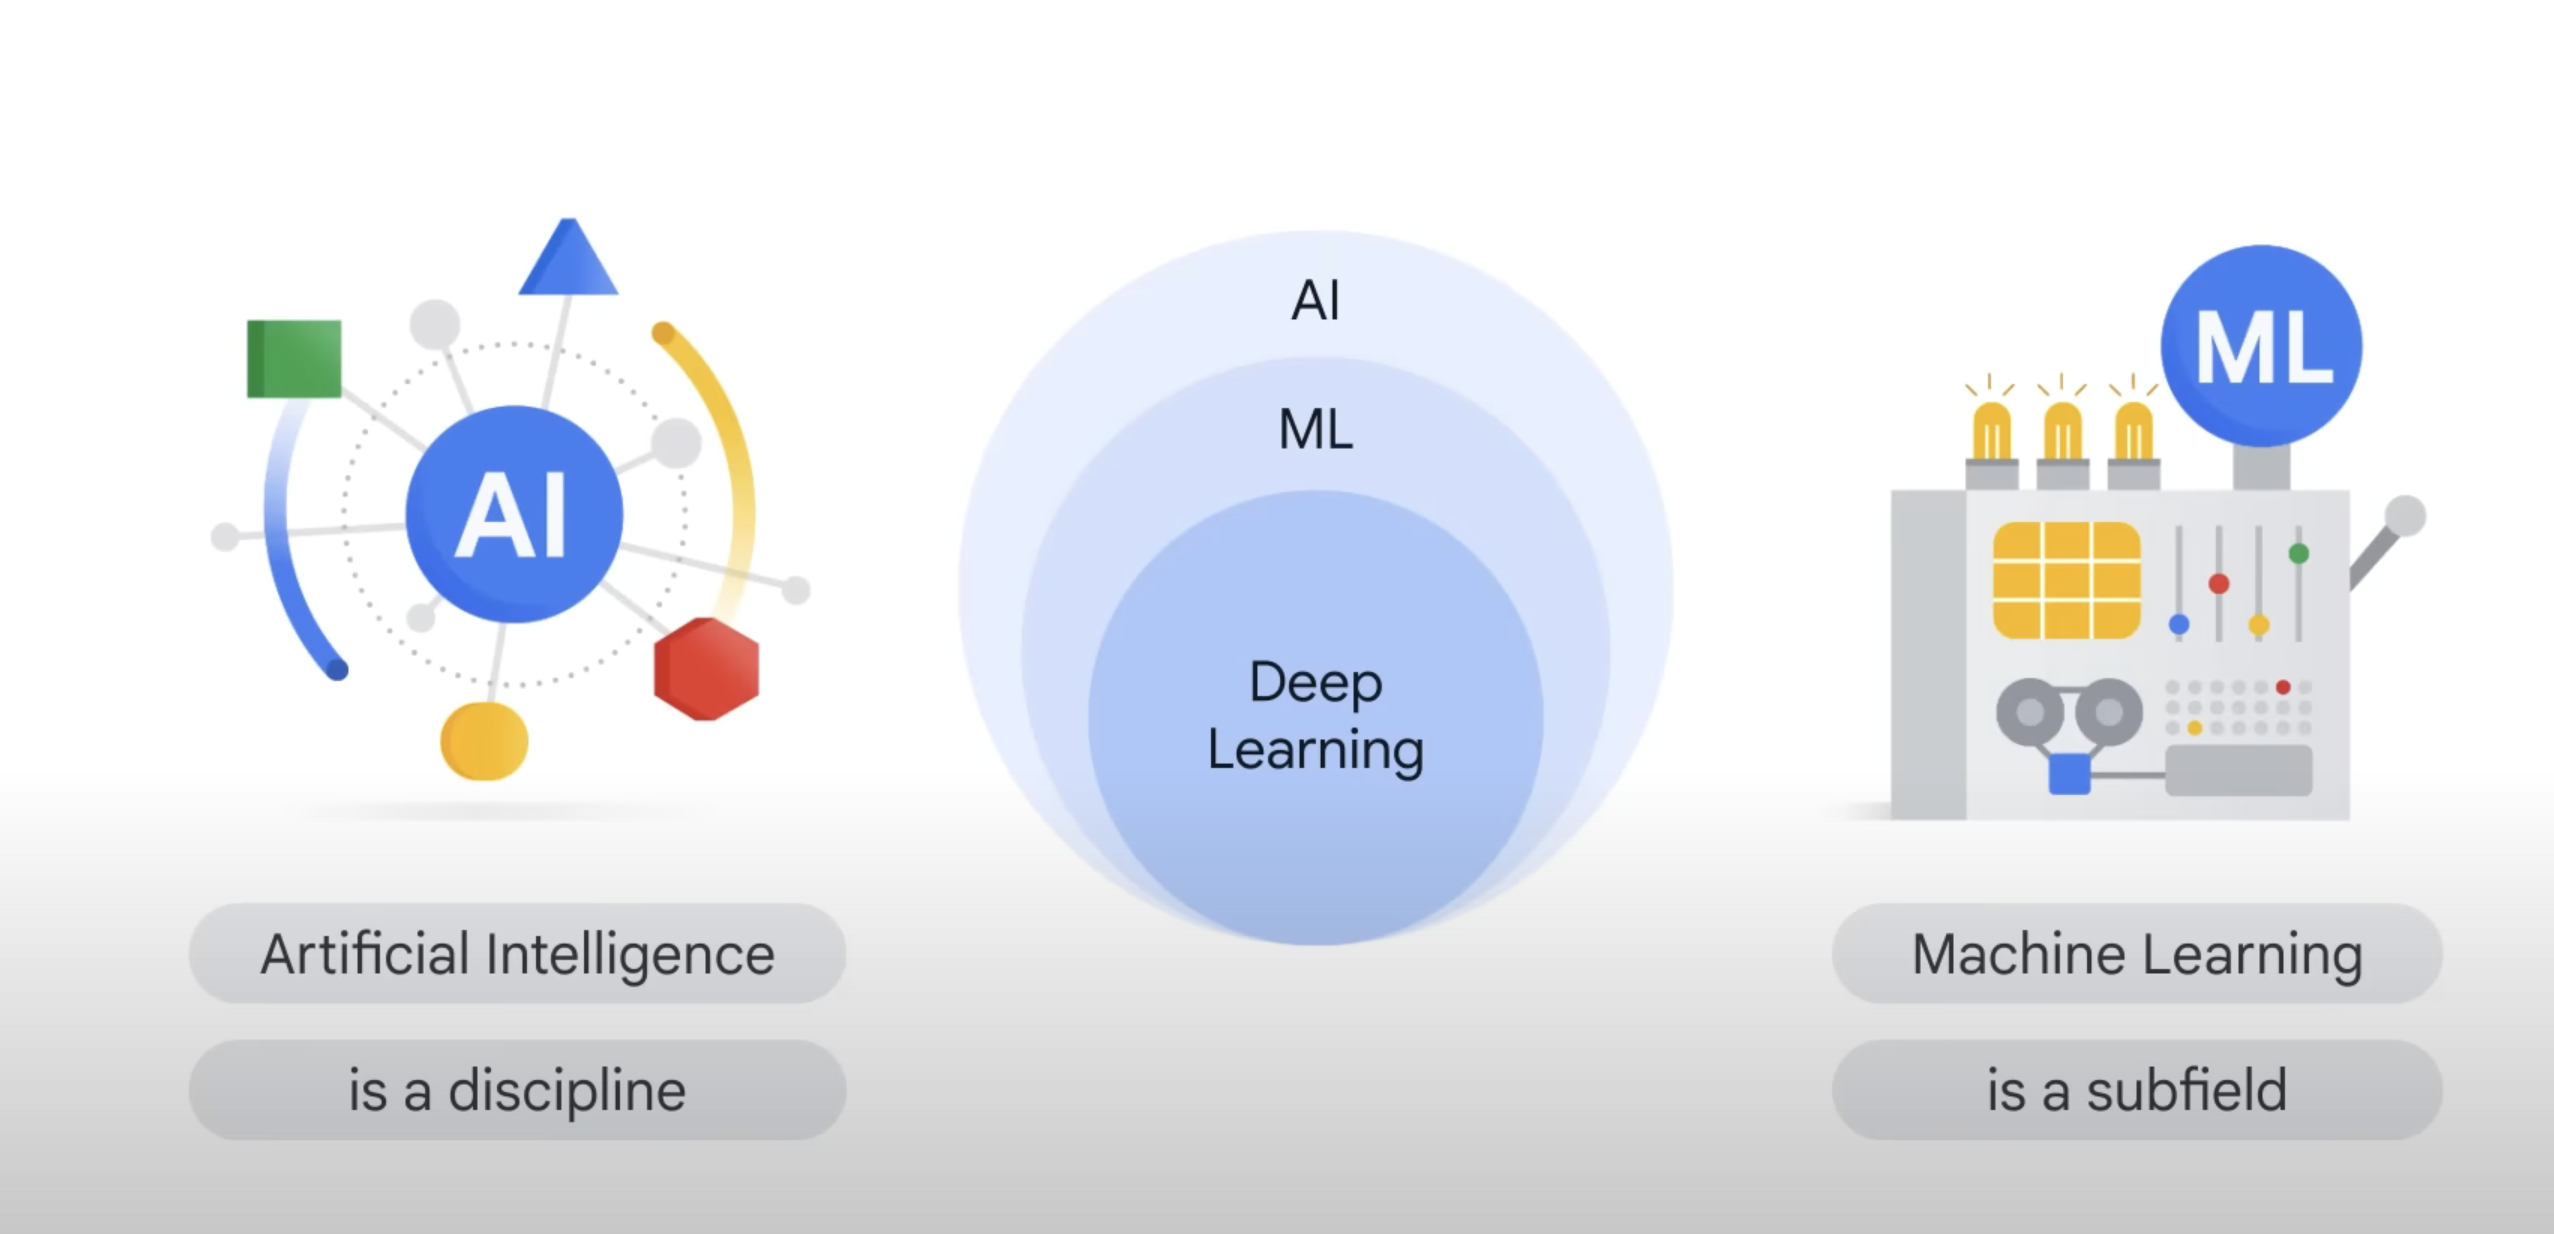 AI
Artificial Intelligence
is a discipline
AI
ML
Deep
Learning
ML
Machine Learning
is a subfield